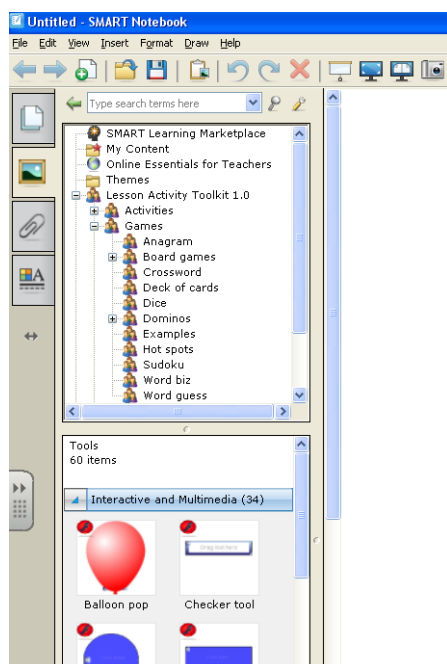 Untitled - SMART Notebook
File Edit View Insert Format Draw Help
Type search terms here
SMART Learning Marketplace
My Content
Online Essentials for Teachers
Themes
Lesson Activity Toolkit 1.0
Activities
Games
Anagram
Board games
Crossword
Deck of cards
Dice
Dominos
Examples
Hot spots
Sudoku
Word biz
Word guess
Tools
60 items
Interactive and Multimedia (34)
Balloon pop Checker tool